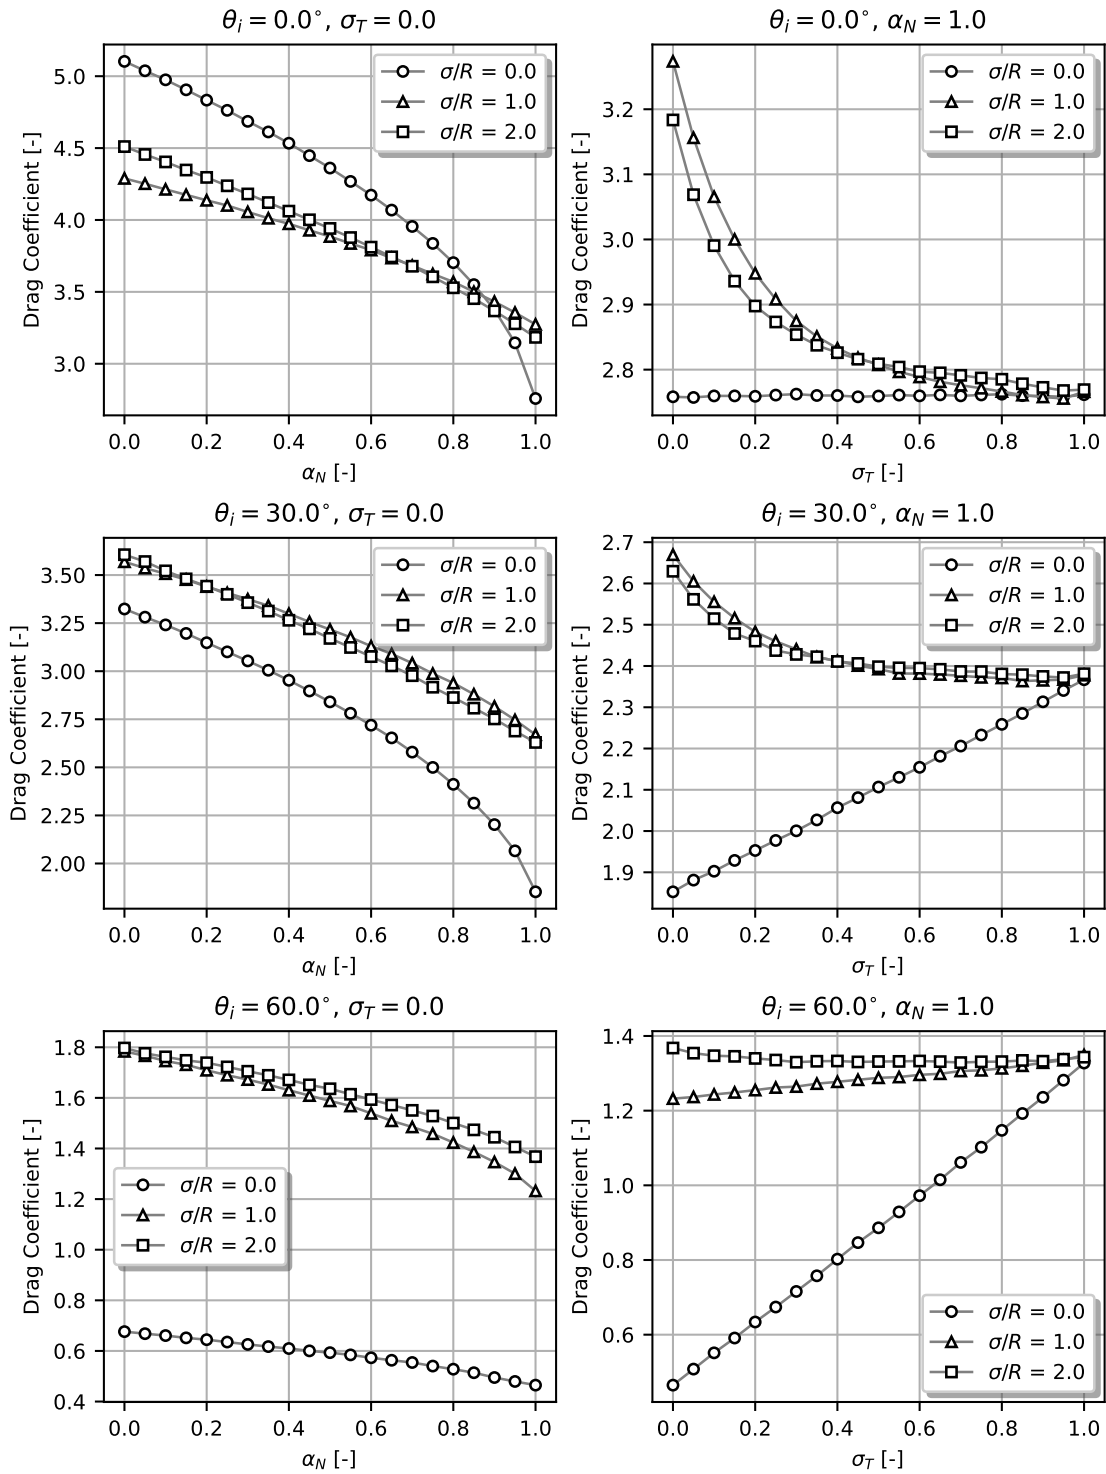 θi = 0.0°, σT = 0.0
Drag Coefficient [-]
5.0
4.5
4.0
3.5
3.0
σ/R = 0.0
σ/R = 1.0
σ/R = 2.0
0.0 0.2 0.4 0.6 0.8 1.0
αN [-]
θi = 0.0°, αN = 1.0
Drag Coefficient [-]
3.2
3.1
3.0
2.9
2.8
σ/R = 0.0
σ/R = 1.0
σ/R = 2.0
0.0 0.2 0.4 0.6 0.8 1.0
σT [-]
θi = 30.0°, σT = 0.0
Drag Coefficient [-]
3.50
3.25
3.00
2.75
2.50
2.25
2.00
σ/R = 0.0
σ/R = 1.0
σ/R = 2.0
0.0 0.2 0.4 0.6 0.8 1.0
αN [-]
θi = 30.0°, αN = 1.0
Drag Coefficient [-]
2.7
2.6
2.5
2.4
2.3
2.2
2.1
2.0
1.9
σ/R = 0.0
σ/R = 1.0
σ/R = 2.0
0.0 0.2 0.4 0.6 0.8 1.0
σT [-]
θi = 60.0°, σT = 0.0
Drag Coefficient [-]
1.8
1.6
1.4
1.2
1.0
0.8
0.6
0.4
σ/R = 0.0
σ/R = 1.0
σ/R = 2.0
0.0 0.2 0.4 0.6 0.8 1.0
αN [-]
θi = 60.0°, αN = 1.0
Drag Coefficient [-]
1.4
1.2
1.0
0.8
0.6
σ/R = 0.0
σ/R = 1.0
σ/R = 2.0
0.0 0.2 0.4 0.6 0.8 1.0
σT [-]